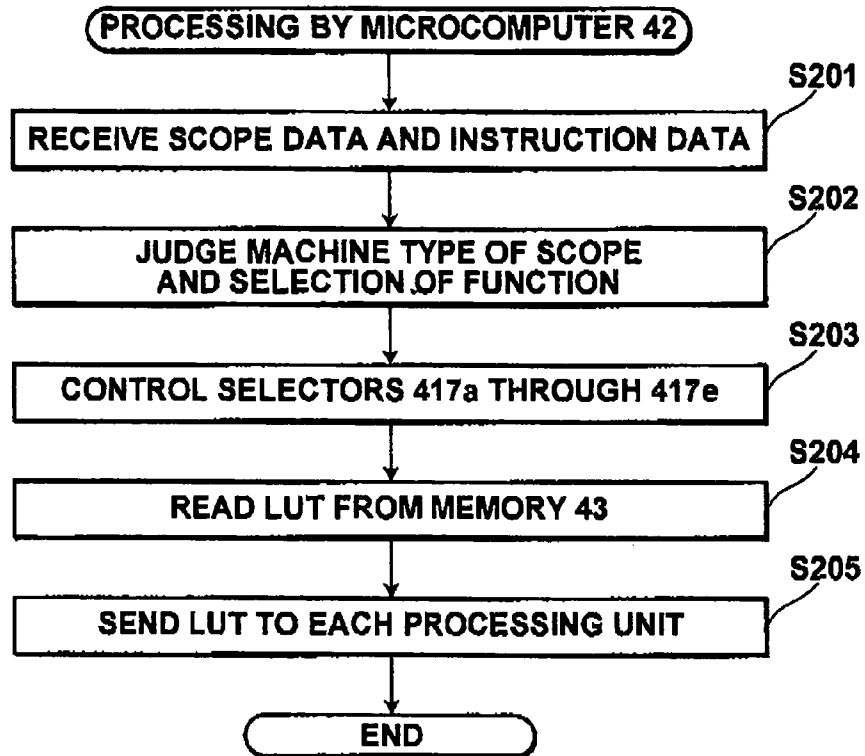 PROCESSING BY MICROCOMPUTER 42
S201
RECEIVE SCOPE DATA AND INSTRUCTION DATA
S202
JUDGE MACHINE TYPE OF SCOPE
AND SELECTION OF FUNCTION
S203
CONTROL SELECTORS 417a THROUGH 417e
S204
READ LUT FROM MEMORY 43
S205
SEND LUT TO EACH PROCESSING UNIT
END